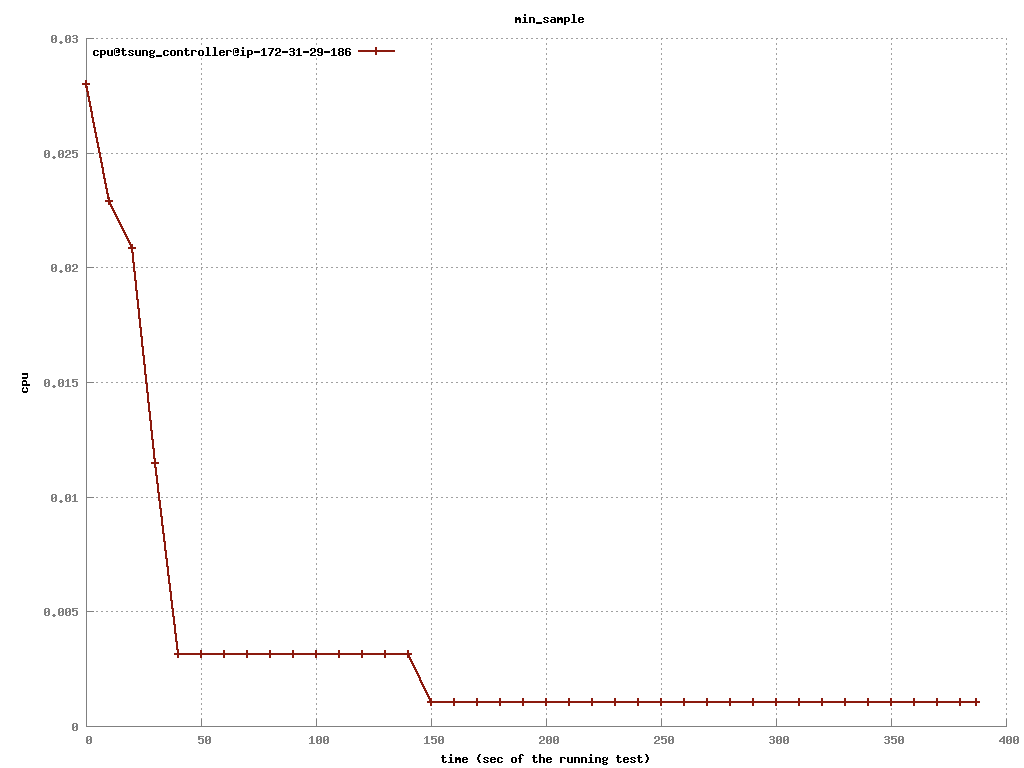 min_sample
0.03
cpu@tsung_controller@ip-172-31-29-186
0.025
0.02
cpu
0.015
0.01
0.005
0
0 50 100 150 200 250 300 350 400
time (sec of the running test)